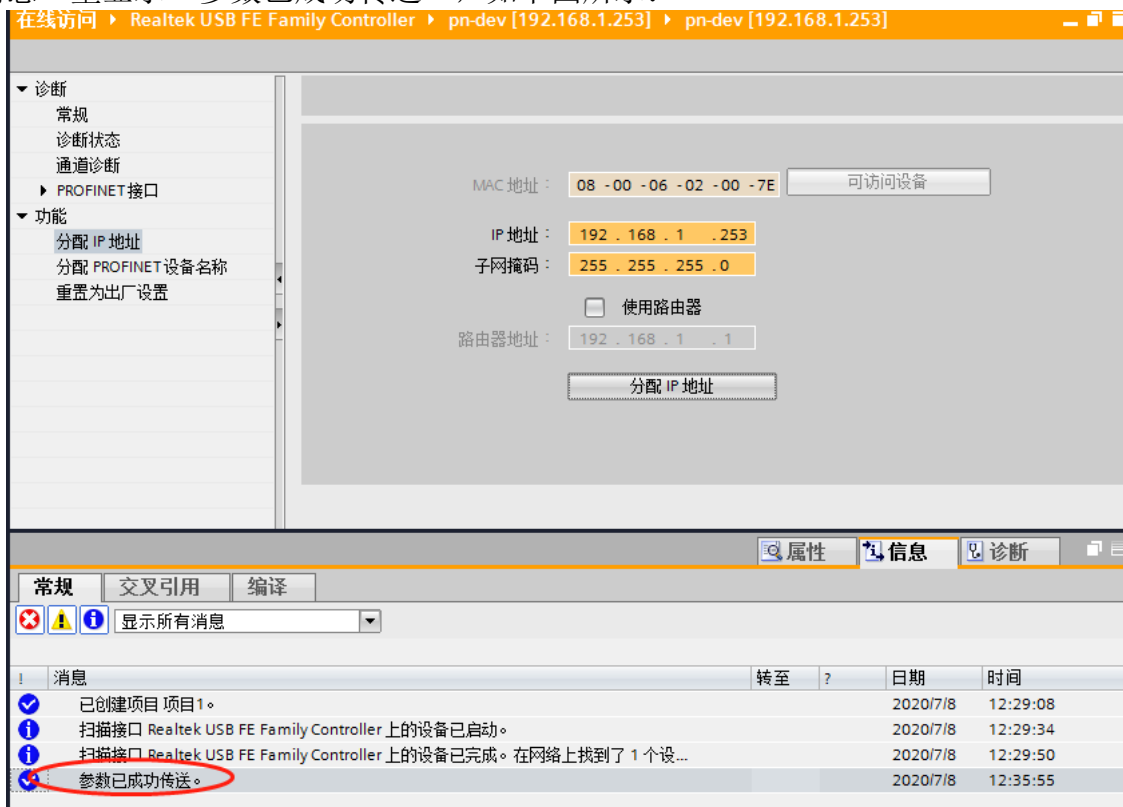 在线访问 ▸ Realtek USB FE Family Controller ▸ pn-dev [192.168.1.253] ▸ pn-dev [192.168.1.253]
诊断
常规
诊断状态
通道诊断
PROFINET接口
功能
分配 IP 地址
分配 PROFINET 设备名称
重置为出厂设置
MAC 地址： 08 -00 -06 -02 -00 -7E 可访问设备
IP 地址： 192 . 168 . 1 .253
子网掩码： 255 . 255 . 255 . 0
使用路由器
路由器地址： 192 . 168 . 1 . 1
分配 IP 地址
属性 信息 诊断
常规 交叉引用 编译
显示所有消息
! 消息 转至 ? 日期 时间
已创建项目 项目1。 2020/7/8 12:29:08
扫描接口 Realtek USB FE Family Controller 上的设备已启动。 2020/7/8 12:29:34
扫描接口 Realtek USB FE Family Controller 上的设备已完成。在网络上找到了 1 个设... 2020/7/8 12:29:50
参数已成功传送。 2020/7/8 12:35:55